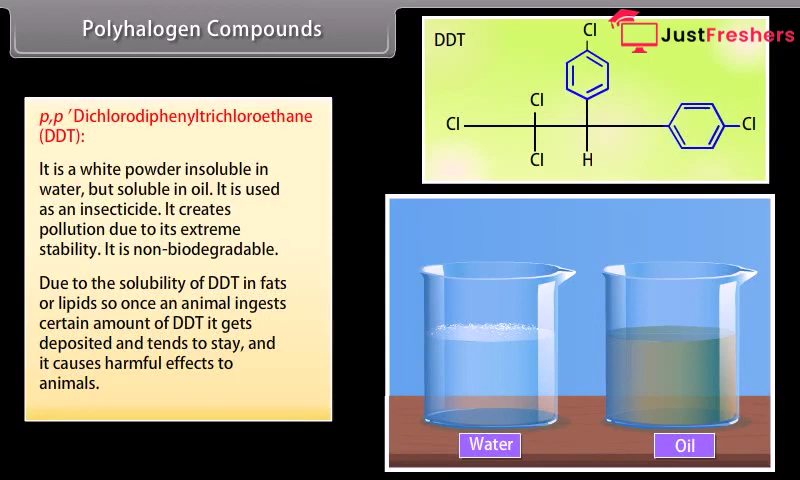 Polyhalogen Compounds
JustFreshers
DDT
Cl
Cl
Cl
Cl
Cl
H
p,p ′Dichlorodiphenyltrichloroethane
(DDT):
It is a white powder insoluble in
water, but soluble in oil. It is used
as an insecticide. It creates
pollution due to its extreme
stability. It is non-biodegradable.
Due to the solubility of DDT in fats
or lipids so once an animal ingests
certain amount of DDT it gets
deposited and tends to stay, and
it causes harmful effects to
animals.
Water
Oil